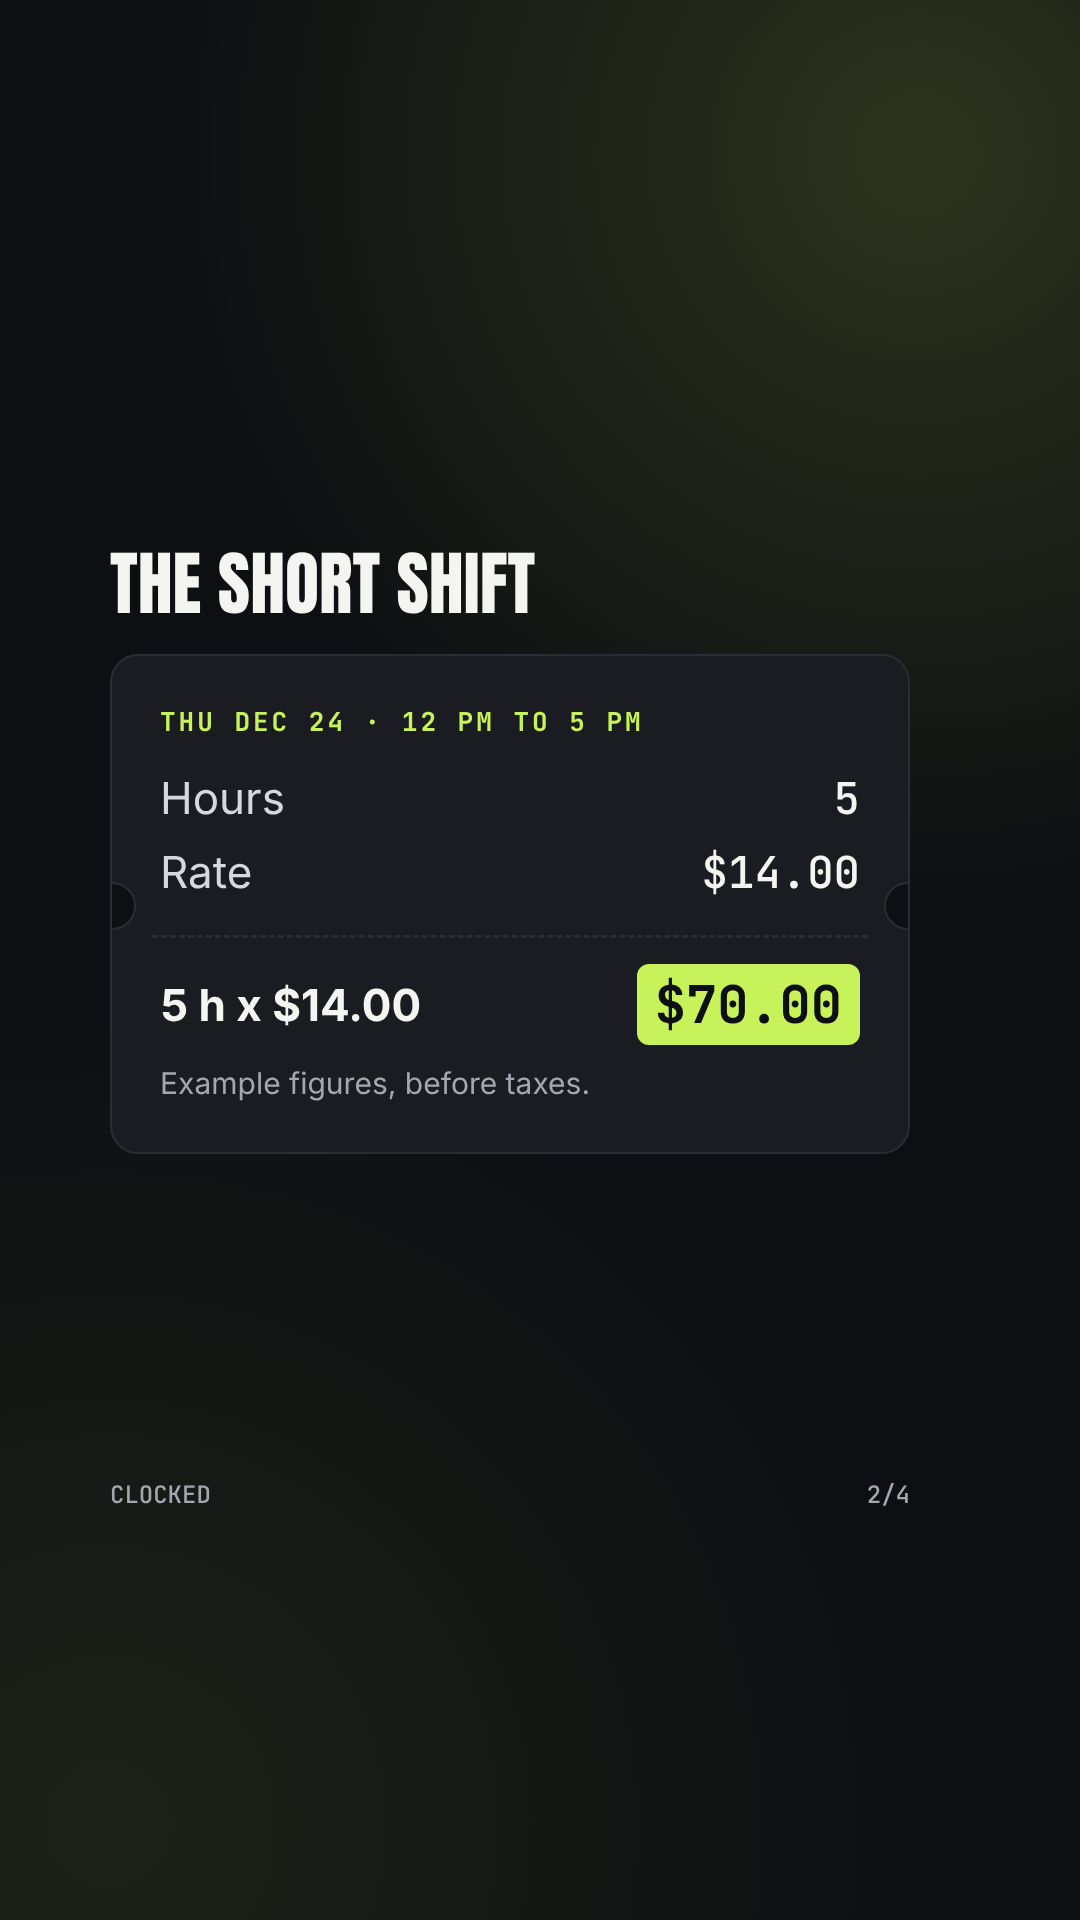 THE SHORT SHIFT
THU DEC 24 · 12 PM TO 5 PM
Hours 5
Rate $14.00
5 h x $14.00 $70.00
Example figures, before taxes.
CLOCKED 2/4